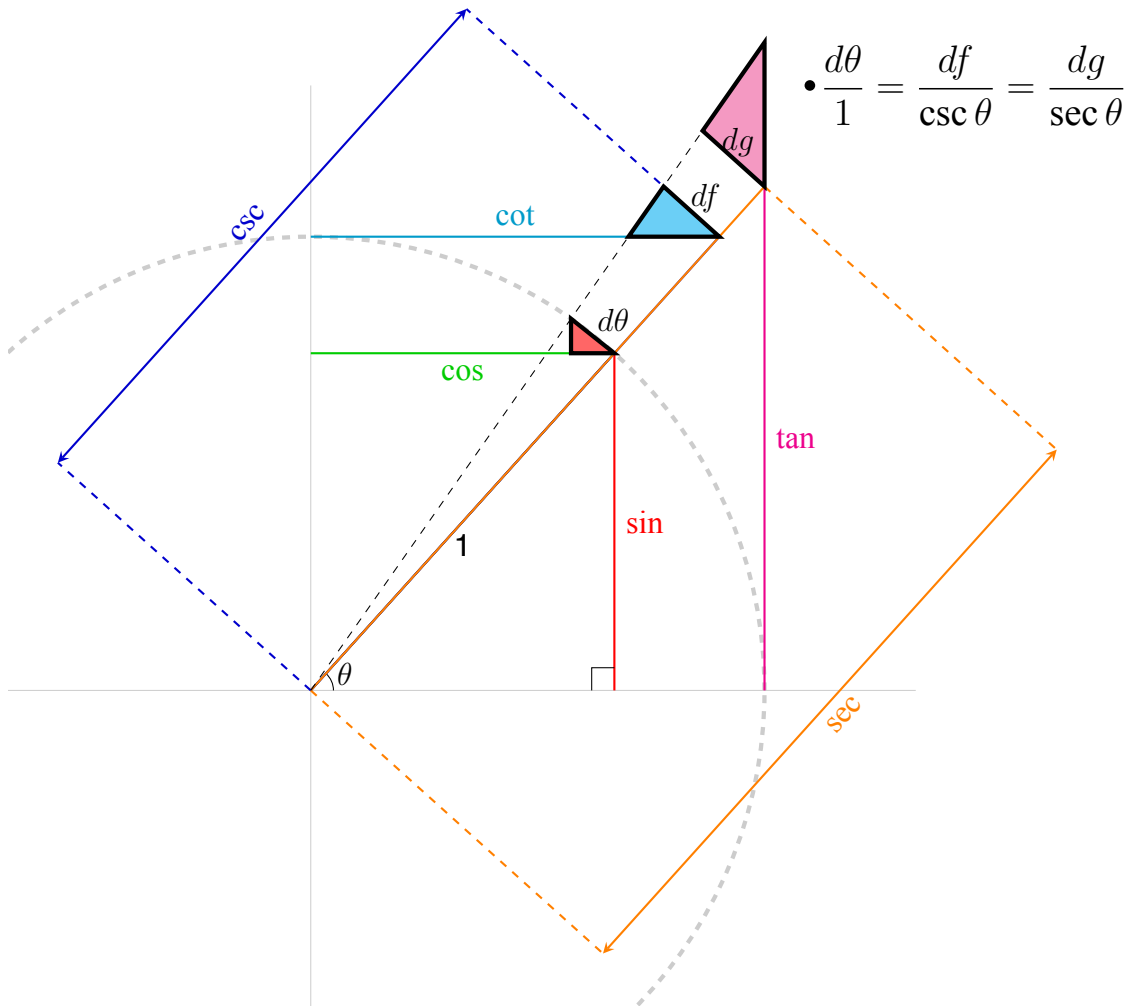 • dθ/1 = df/csc θ = dg/sec θ
dg
df
csc
cot
dθ
cos
tan
sin
1
θ
sec